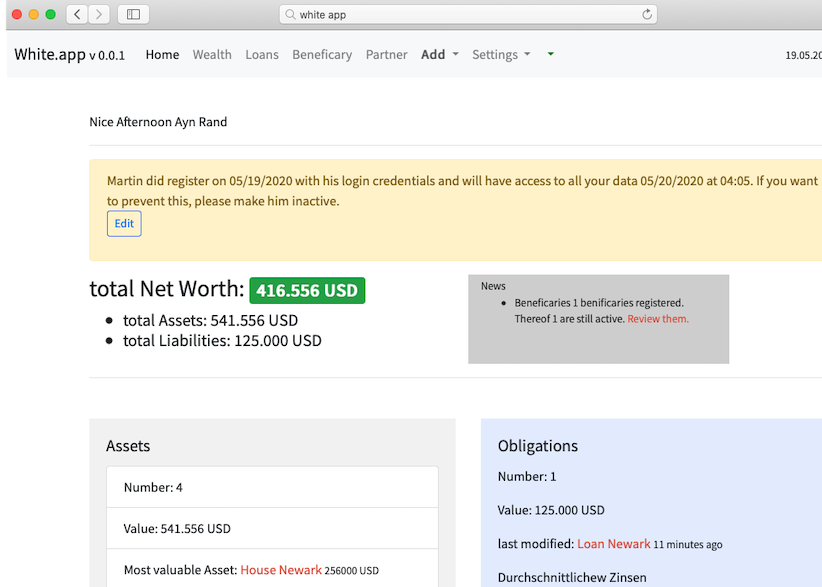 white app
White.app v 0.0.1 Home Wealth Loans Beneficary Partner Add Settings 19.05.20
Nice Afternoon Ayn Rand
Martin did register on 05/19/2020 with his login credentials and will have access to all your data 05/20/2020 at 04:05. If you want
to prevent this, please make him inactive.
Edit
total Net Worth: 416.556 USD
• total Assets: 541.556 USD
• total Liabilities: 125.000 USD
News
• Beneficaries 1 benificaries registered.
Thereof 1 are still active. Review them.
Assets
Number: 4
Value: 541.556 USD
Most valuable Asset: House Newark 256000 USD
Obligations
Number: 1
Value: 125.000 USD
last modified: Loan Newark 11 minutes ago
Durchschnittlichew Zinsen